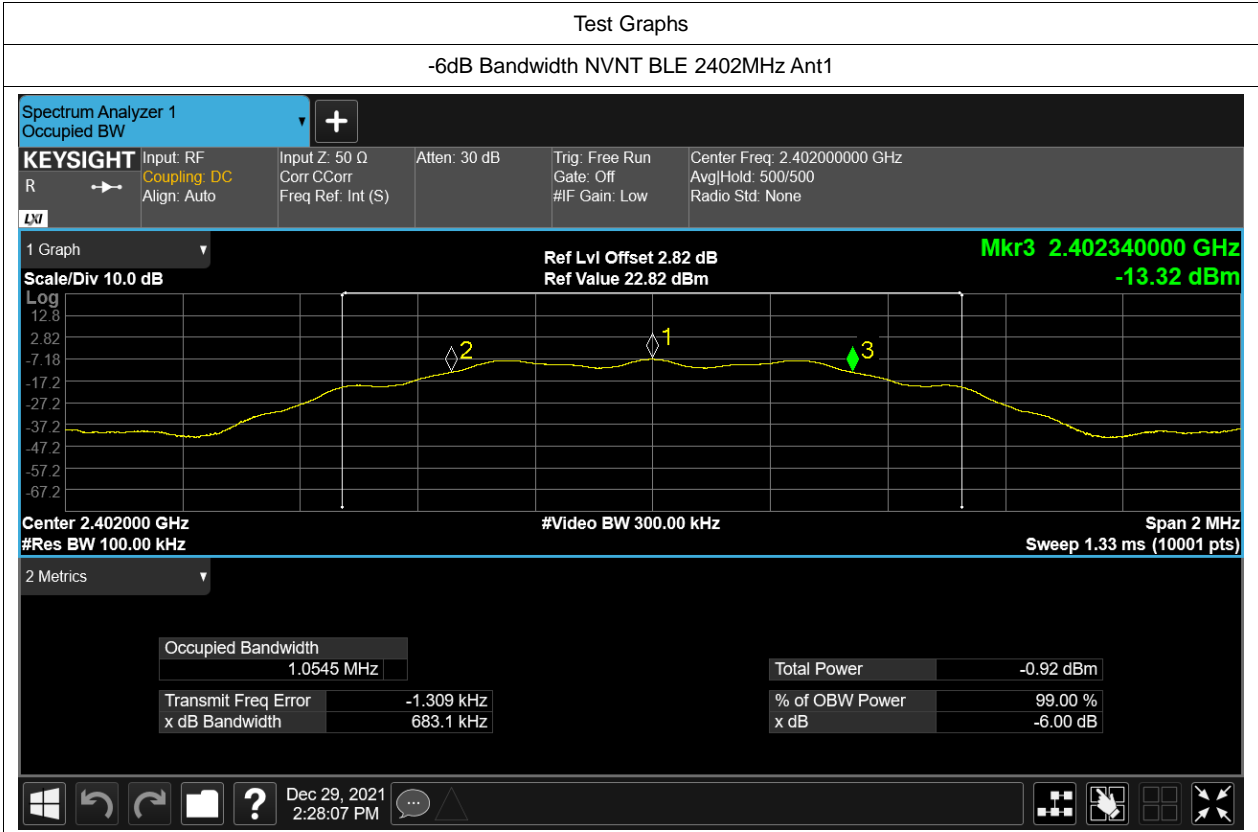 Test Graphs
-6dB Bandwidth NVNT BLE 2402MHz Ant1
Spectrum Analyzer 1
Occupied BW
KEYSIGHT
R
LXI
Input: RF
Coupling: DC
Align: Auto
Input Z: 50 Ω
Corr CCorr
Freq Ref: Int (S)
Atten: 30 dB
Trig: Free Run
Gate: Off
#IF Gain: Low
Center Freq: 2.402000000 GHz
Avg|Hold: 500/500
Radio Std: None
1 Graph
Scale/Div 10.0 dB
Ref Lvl Offset 2.82 dB
Ref Value 22.82 dBm
Mkr3 2.402340000 GHz
-13.32 dBm
Log
12.8
2.82
-7.18
-17.2
-27.2
-37.2
-47.2
-57.2
-67.2
2
1
3
Center 2.402000 GHz
#Res BW 100.00 kHz
#Video BW 300.00 kHz
Span 2 MHz
Sweep 1.33 ms (10001 pts)
2 Metrics
Occupied Bandwidth
1.0545 MHz
Transmit Freq Error -1.309 kHz
x dB Bandwidth 683.1 kHz
Total Power -0.92 dBm
% of OBW Power 99.00 %
x dB -6.00 dB
Dec 29, 2021
2:28:07 PM